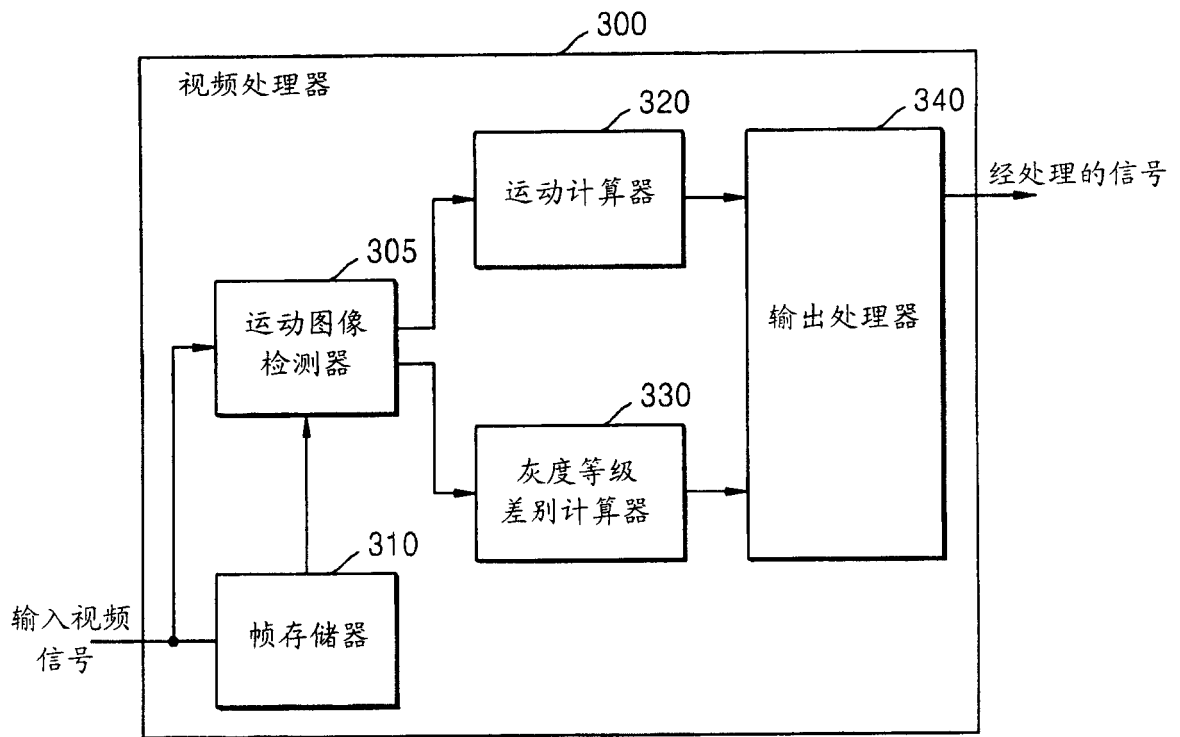 300
视频处理器
320
340
运动计算器
经处理的信号
305
运动图像
检测器
输出处理器
330
灰度等级
差别计算器
310
帧存储器
输入视频
信号